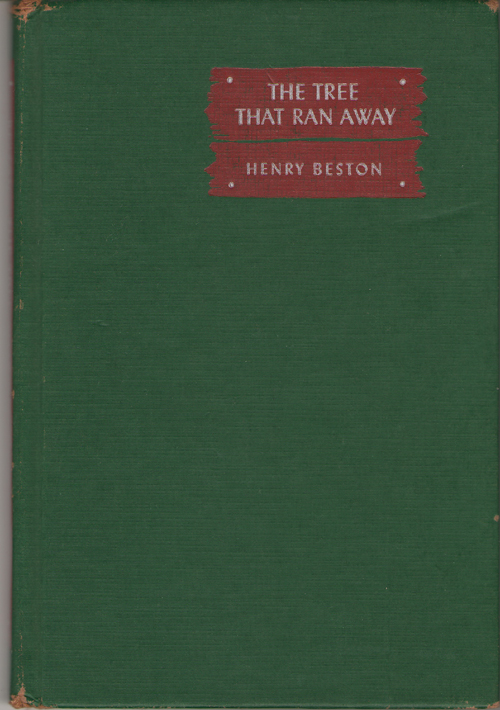 THE TREE
THAT RAN AWAY
HENRY BESTON